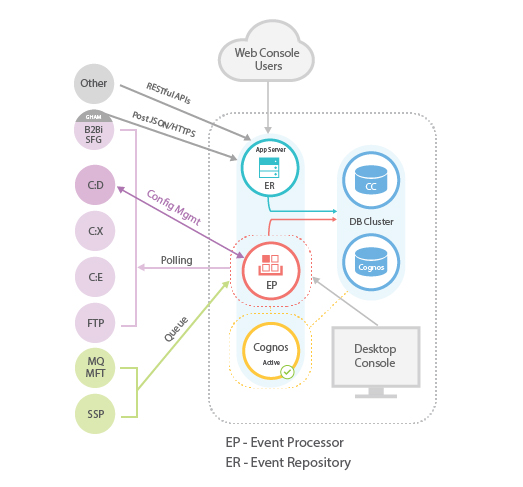 Web Console
Users
Other
RESTful APIs
GHAM
B2Bi
SFG
Post JSON/HTTPS
App Server
ER
CC
C:D
Config Mgmt
DB Cluster
C:X
Polling
Cognos
C:E
EP
FTP
Queue
Cognos
Active
Desktop
Console
MQ
MFT
SSP
EP - Event Processor
ER - Event Repository